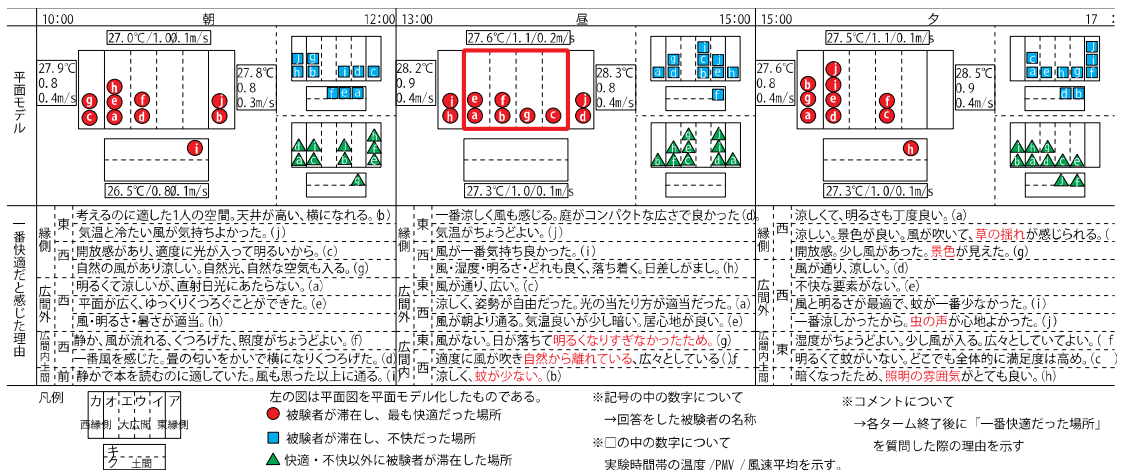 10:00 朝 12:00 13:00 昼 15:00 15:00 夕 17 :
平面モデル
27.0℃/1.00.1m/s
27.9℃
0.8
0.4m/s
27.8℃
0.8
0.3m/s
26.5℃/0.80.1m/s
27.6℃/1.1/0.2m/s
28.2℃
0.9
0.4m/s
28.3℃
0.8
0.4m/s
27.3℃/1.0/0.1m/s
27.5℃/1.1/0.1m/s
27.6℃
0.8
0.4m/s
28.5℃
0.9
0.4m/s
27.3℃/1.0/0.1m/s
一番快適だと感じた理由
縁側 東 考えるのに適した1人の空間。天井が高い、横になれる。(b)
気温と冷たい風が気持ちよかった。(j)
西 開放感があり、適度に光が入って明るいから。(c)
自然の風があり涼しい。自然光、自然な空気も入る。(g)
広間外 西 明るくて涼しいが、直射日光にあたらない。(a)
平面が広く、ゆっくりくつろぐことができた。(e)
風・明るさ・暑さが適当。(h)
広間内 西 静か、風が流れる、くつろげた、照度がちょうどよい。(f)
一番風を感じた。畳の匂いをかいで横になりくつろげた。(d)
土間 前 静かで本を読むのに適していた。風も思った以上に通る。(i)
縁側 東 一番涼しく風も感じる。庭がコンパクトな広さで良かった(d)。
気温がちょうどよい。(j)
西 風が一番気持ち良かった。(i)
風・湿度・明るさ・どれも良く、落ち着く。日差しがまし。(h)
広間外 東 風が通り、広い。(c)
西 涼しく、姿勢が自由だった。光の当たり方が適当だった。(a)
風が朝より通る。気温良いが少し暗い。居心地が良い。(e)
広間内 東 風がない。日が落ちて明るくなりすぎなかったため。(g)
西 適度に風が吹き自然から離れている、広々としている().f
涼しく、蚊が少ない。(b)
縁側 西 涼しくて、明るさも丁度良い。(a)
涼しい。景色が良い。風が吹いて、草の揺れが感じられる。(
開放感。少し風があった。景色が見えた。(g)
広間外 西 風が通り、涼しい。(d)
不快な要素がない。(e)
風と明るさが最適で、蚊が一番少なかった。(i)
一番涼しかったから。虫の声が心地よかった。(j)
広間内 東 湿度がちょうどよい。少し風が入る。広々としていてよい。( f
明るくて蚊がいない。どこでも全体的に満足度は高め。(c )
土間 暗くなったため、照明の雰囲気がとても良い。(h)
凡例
カ オ エ ウ イ ア
西縁側 大広間 東縁側
キ
ク 土間
左の図は平面図を平面モデル化したものである。
被験者が滞在し、最も快適だった場所
被験者が滞在し、不快だった場所
快適・不快以外に被験者が滞在した場所
※記号の中の数字について
→回答をした被験者の名称
※□の中の数字について
実験時間帯の温度/PMV/風速平均を示す。
※コメントについて
→各ターム終了後に「一番快適だった場所」
を質問した際の理由を示す